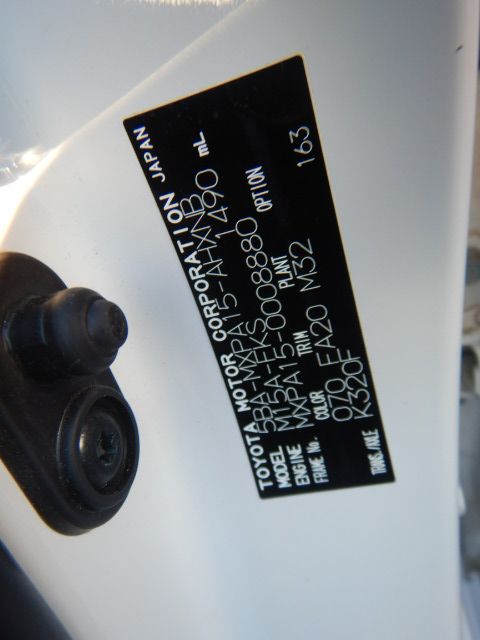 TOYOTA MOTOR CORPORATION JAPAN
MODEL 5BA-MXPA15-AHXNB
ENGINE M15A-FKS 1490 mL
FRAME No. MXPA15-0008880
COLOR TRIM PLANT OPTION
070 EA20 M32 163
TRANS./AXLE K320F